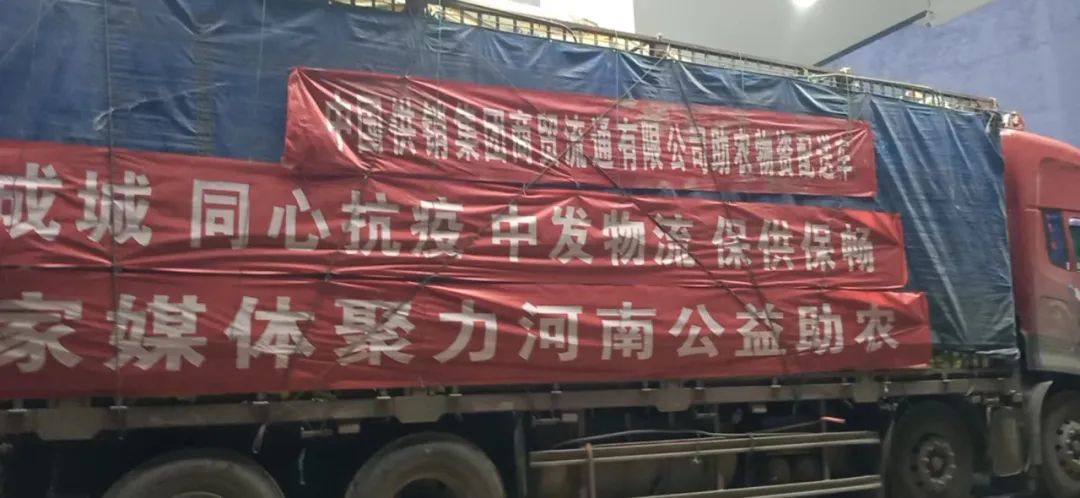 中国供销集团商贸流通有限公司助农物资配送车
成城 同心抗疫 中发物流 保供保畅
家媒体聚力河南公益助农